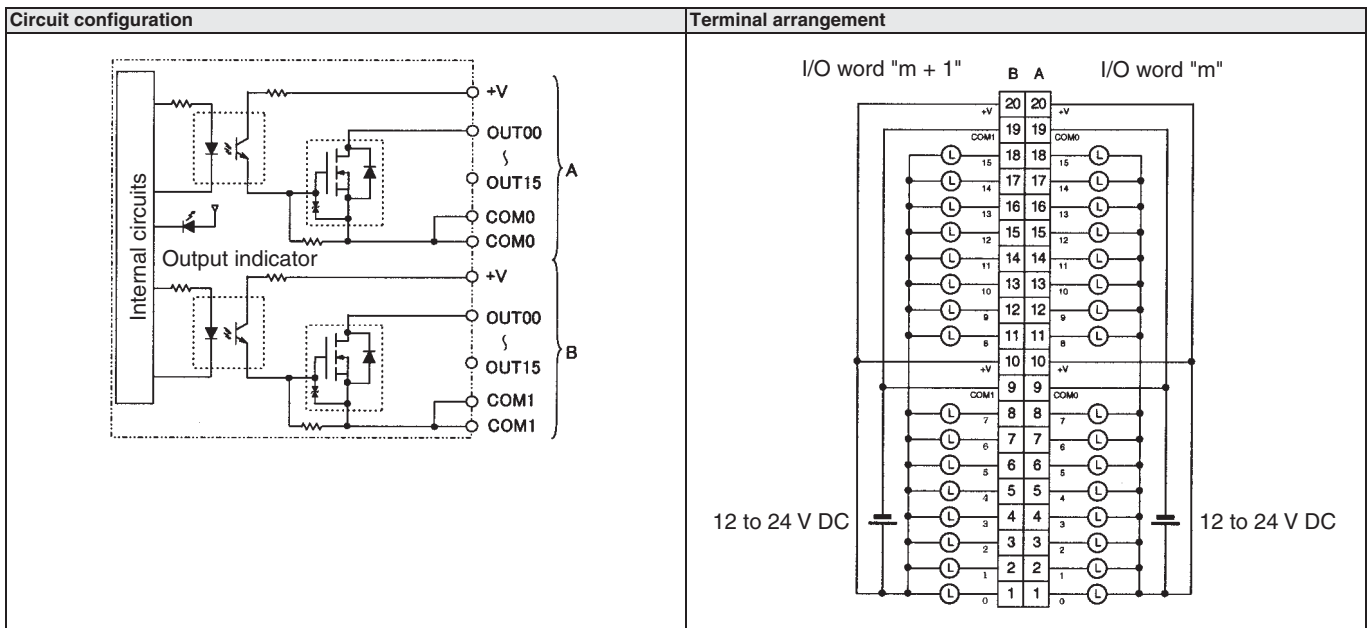 Circuit configuration
Internal circuits
Output indicator
+V
OUT00
OUT15
COM0
COM0
A
+V
OUT00
OUT15
COM1
COM1
B
Terminal arrangement
I/O word "m + 1" B A I/O word "m"
+V 20 20 +V
COM1 19 19 COM0
L 15 18 18 15 L
L 14 17 17 14 L
L 13 16 16 13 L
L 12 15 15 12 L
L 11 14 14 11 L
L 10 13 13 10 L
L 9 12 12 9 L
L 8 11 11 8 L
+V 10 10 +V
COM1 9 9 COM0
L 7 8 8 7 L
L 6 7 7 6 L
L 5 6 6 5 L
L 4 5 5 4 L
12 to 24 V DC L 3 4 4 3 L 12 to 24 V DC
L 2 3 3 2 L
L 1 2 2 1 L
L 0 1 1 0 L